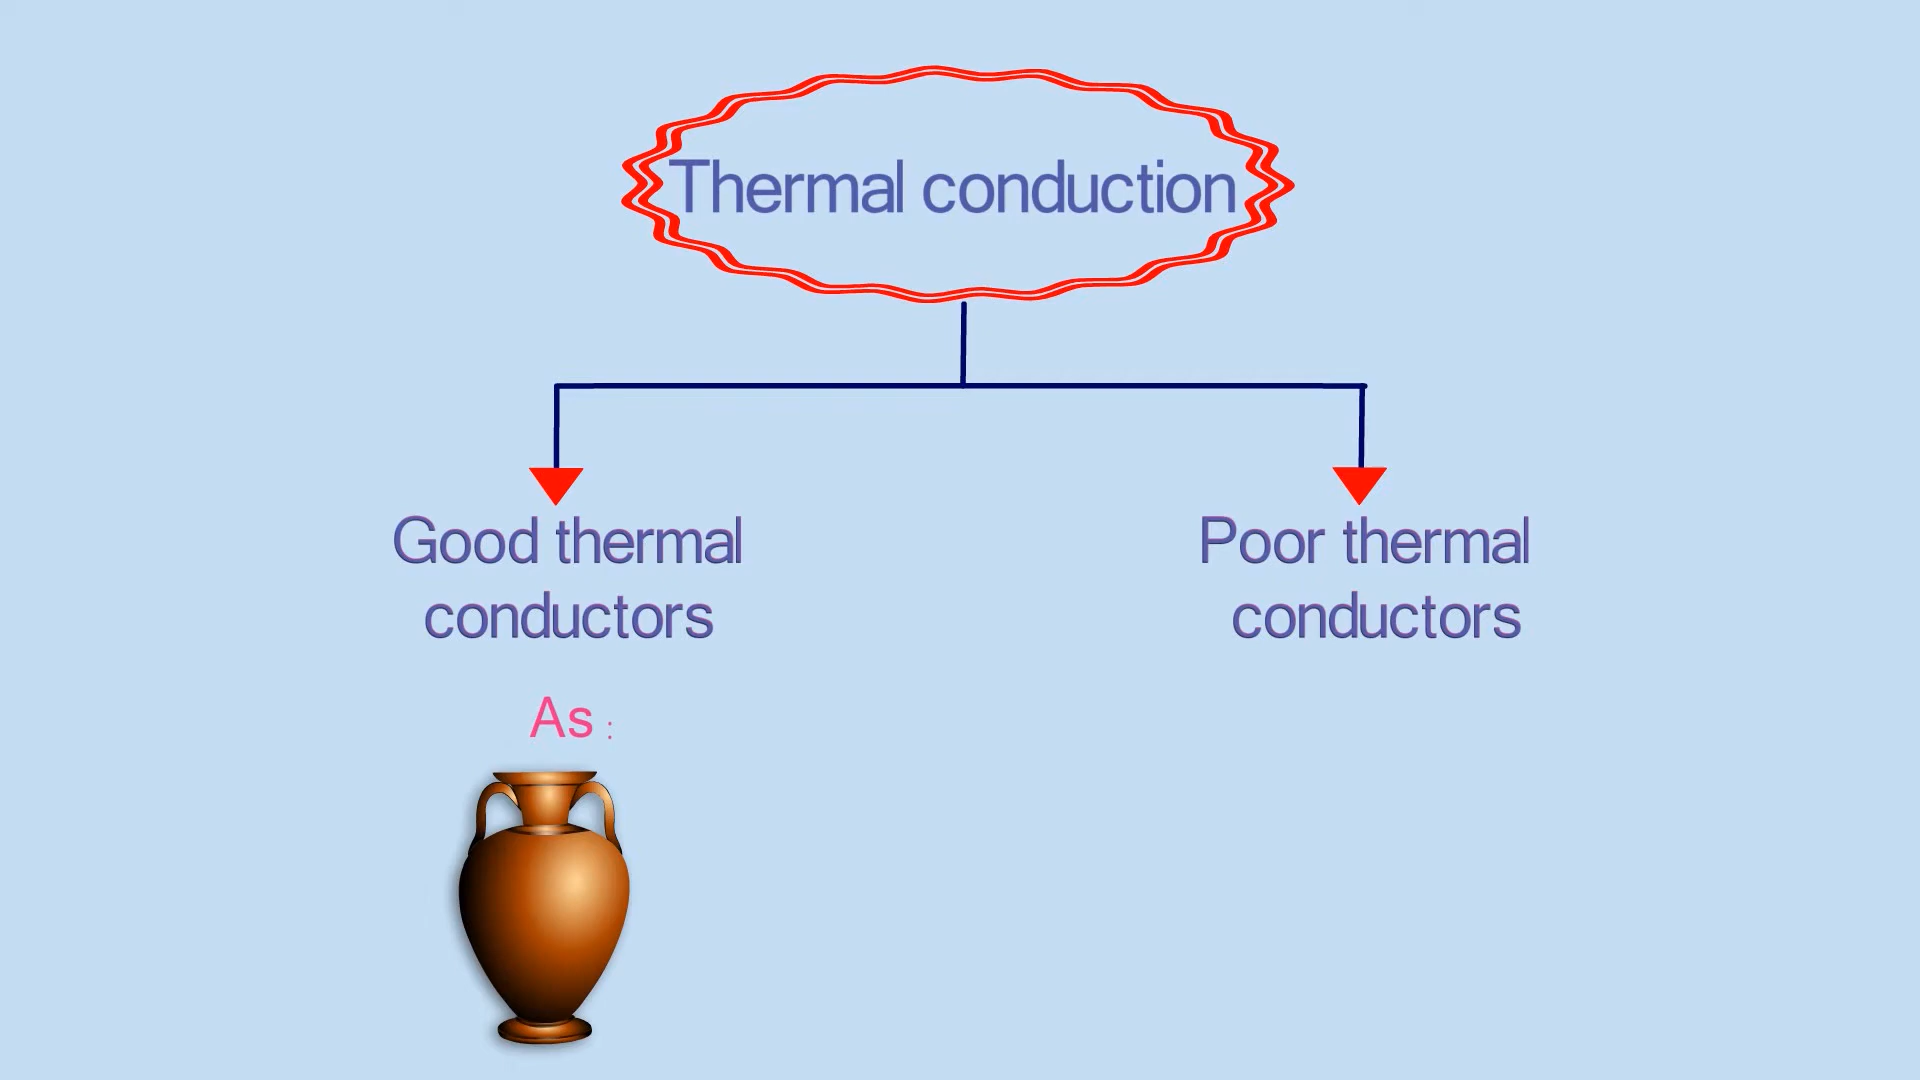 Thermal conduction
Good thermal
conductors
Poor thermal
conductors
As :